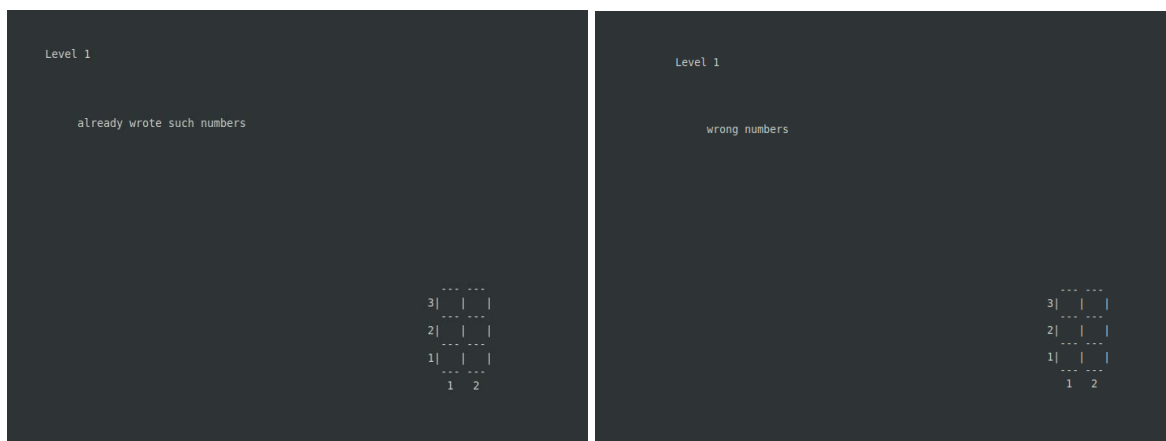 Level 1
already wrote such numbers
--- ---
3|   |   |
--- ---
2|   |   |
--- ---
1|   |   |
--- ---
1   2
Level 1
wrong numbers
--- ---
3|   |   |
--- ---
2|   |   |
--- ---
1|   |   |
--- ---
1   2